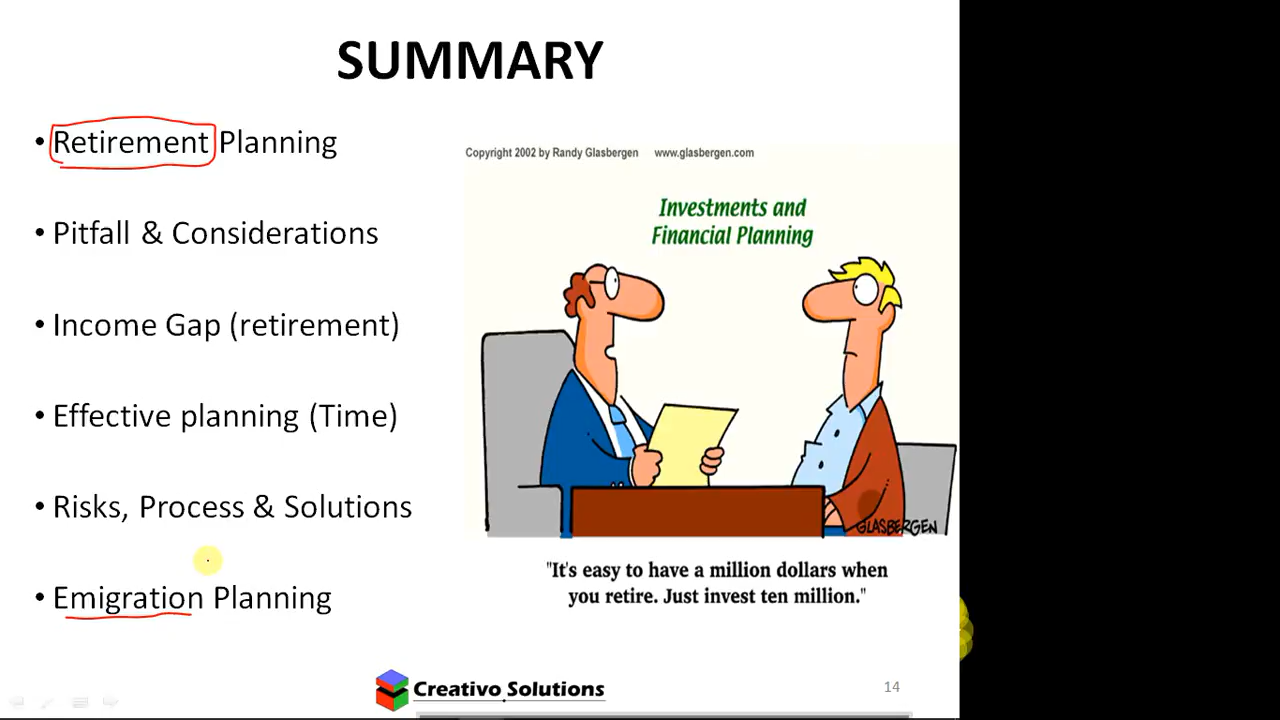 SUMMARY
• Retirement Planning
• Pitfall & Considerations
• Income Gap (retirement)
• Effective planning (Time)
• Risks, Process & Solutions
• Emigration Planning
Copyright 2002 by Randy Glasbergen www.glasbergen.com
Investments and
Financial Planning
GLASBERGEN
"It's easy to have a million dollars when
you retire. Just invest ten million."
Creativo Solutions
14